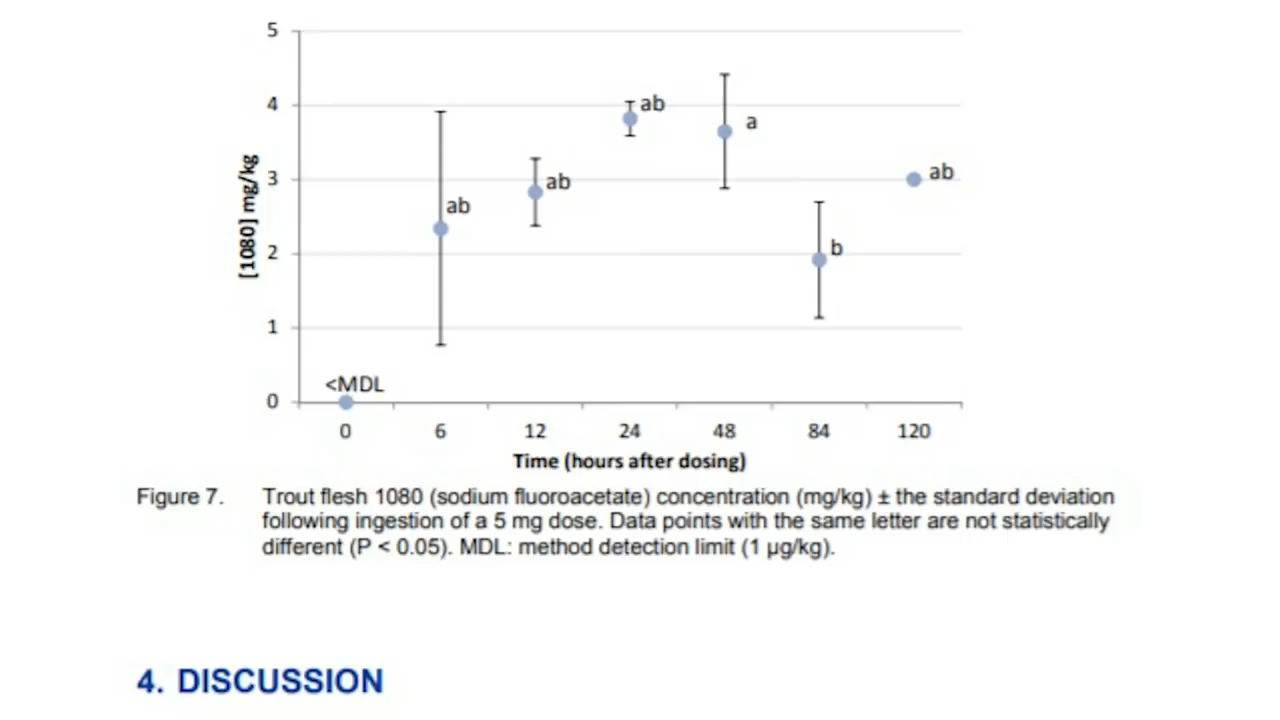 5
4
3
2
1
0
[1080] mg/kg
<MDL
ab
ab
ab
a
b
ab
0 6 12 24 48 84 120
Time (hours after dosing)
Figure 7. Trout flesh 1080 (sodium fluoroacetate) concentration (mg/kg) ± the standard deviation
following ingestion of a 5 mg dose. Data points with the same letter are not statistically
different (P < 0.05). MDL: method detection limit (1 µg/kg).
4. DISCUSSION